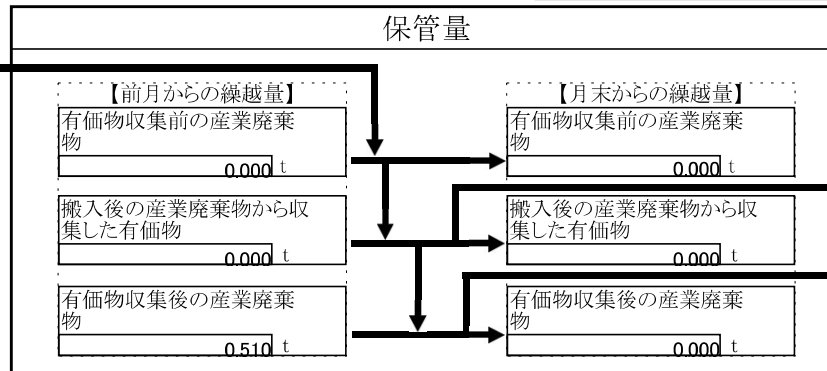 保管量
【前月からの繰越量】
有価物収集前の産業廃棄
物
0.000 t
搬入後の産業廃棄物から収
集した有価物
0.000 t
有価物収集後の産業廃棄
物
0.510 t
【月末からの繰越量】
有価物収集前の産業廃棄
物
0.000 t
搬入後の産業廃棄物から収
集した有価物
0.000 t
有価物収集後の産業廃棄
物
0.000 t